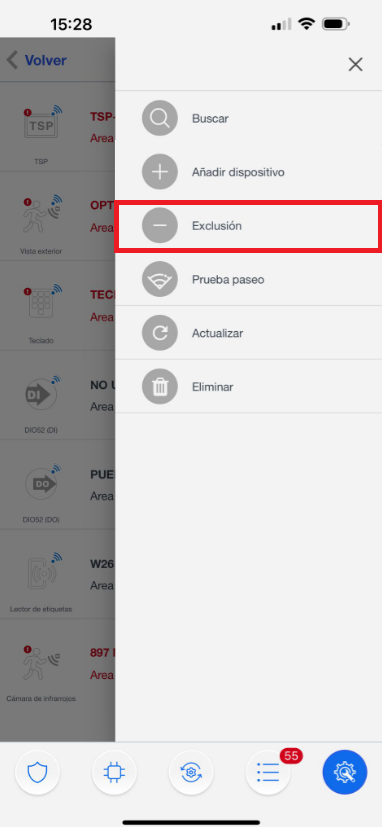 15:28
Volver
TSP
TSP-
Area
TSP
OPT
Area
Vista exterior
TEC
Area
Teclado
DI
NO
Area
DIOS2 (DI)
DO
PUE
Area
DIOS2 (DO)
W26
Area
Lector de etiquetas
897
Area
Cámara de infrarrojos
Buscar
Añadir dispositivo
Exclusión
Prueba paseo
Actualizar
Eliminar
55